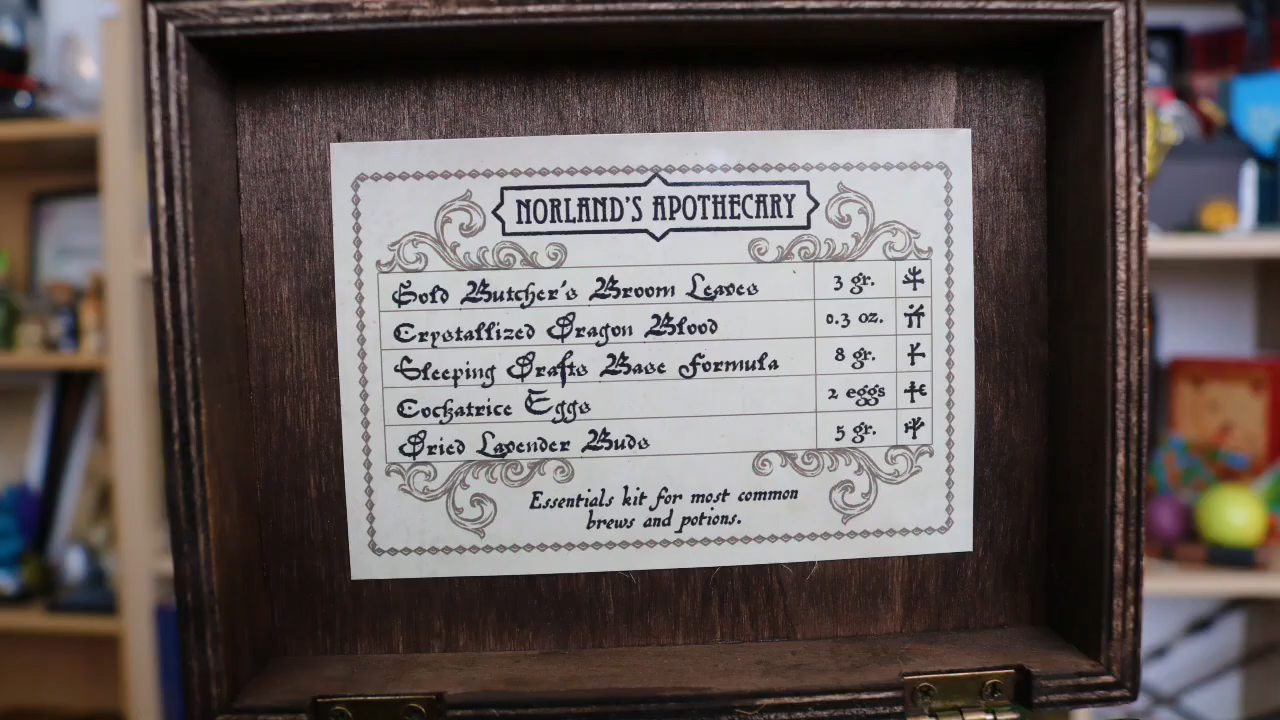 NORLAND'S APOTHECARY
Gold Butcher's Broom Leaves 3 gr.
Crystallized Dragon Blood 0.3 oz.
Sleeping Drafts Base Formula 8 gr.
Cockatrice Eggs 2 eggs
Dried Lavender Buds 5 gr.
Essentials kit for most common
brews and potions.